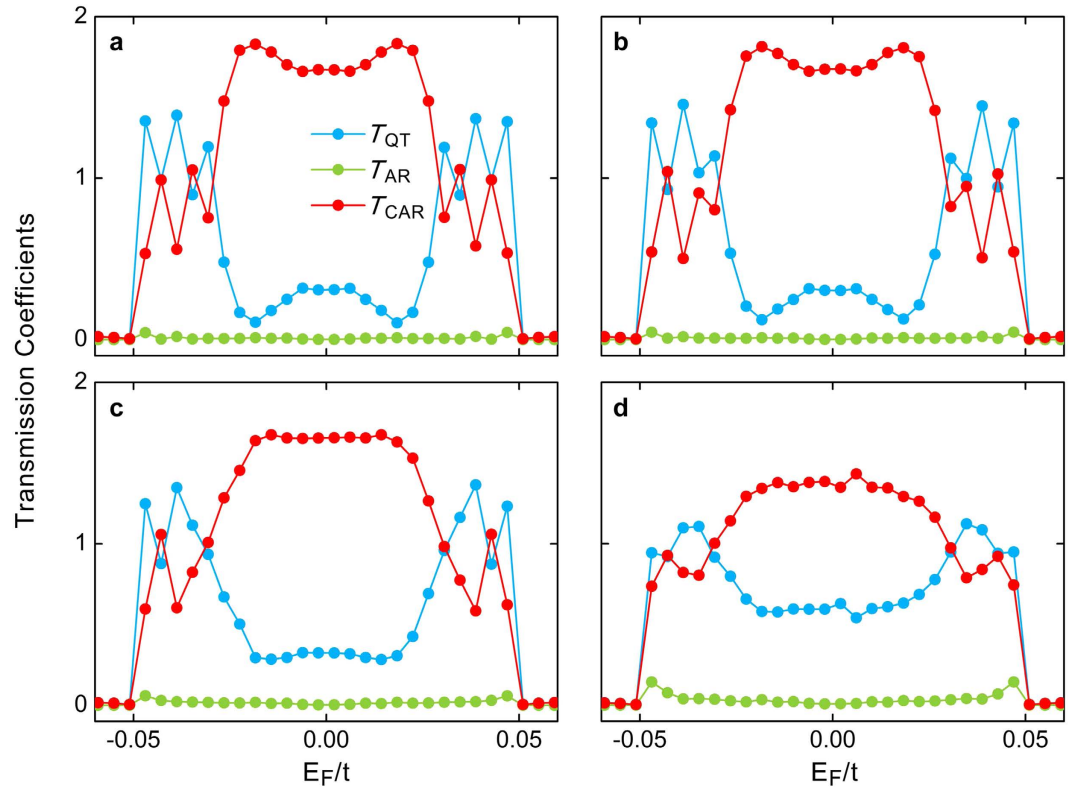 2
a
b
T_QT
T_AR
T_CAR
1
0
2
c
d
1
0
-0.05
0.00
0.05
-0.05
0.00
0.05
E_F/t
E_F/t
Transmission Coefficients